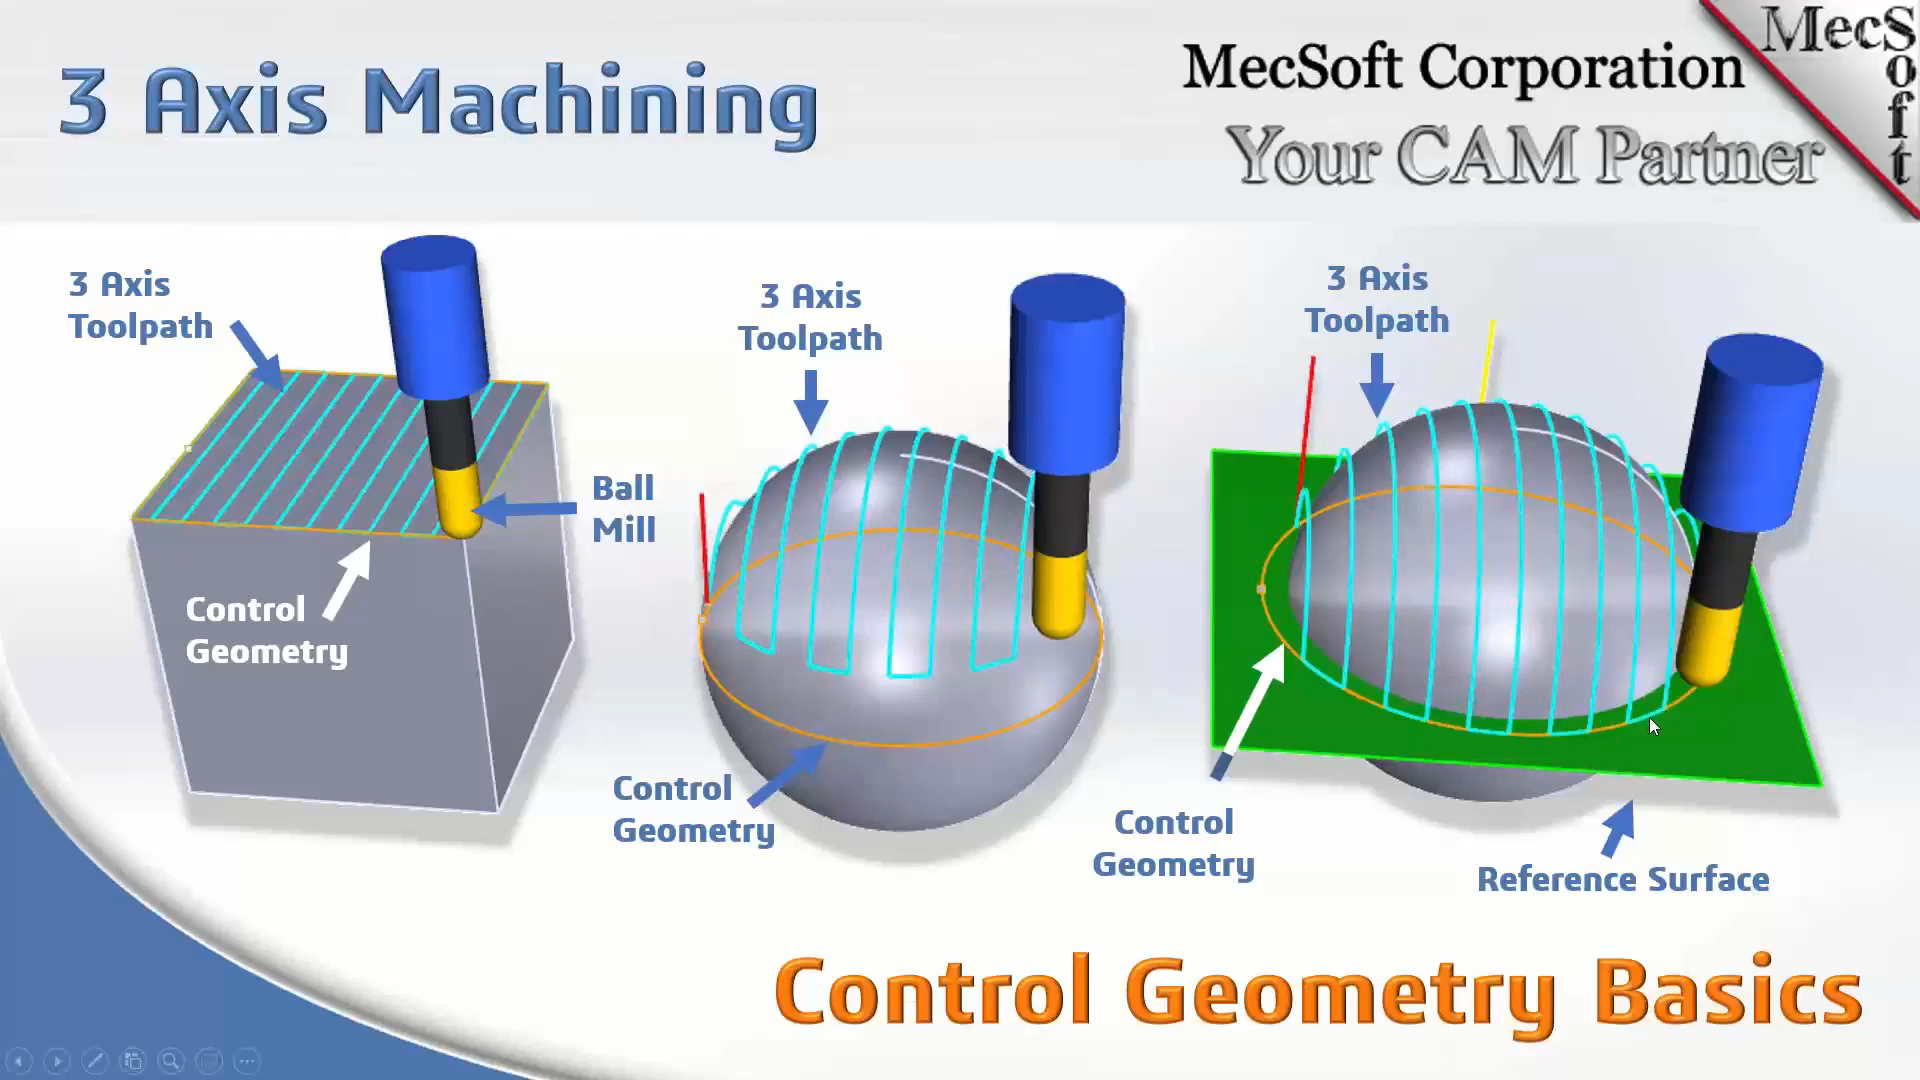 3 Axis Machining
MecSoft Corporation
Your CAM Partner
MecSoft
3 Axis
Toolpath
Ball
Mill
Control
Geometry
3 Axis
Toolpath
Control
Geometry
3 Axis
Toolpath
Control
Geometry
Reference Surface
Control Geometry Basics